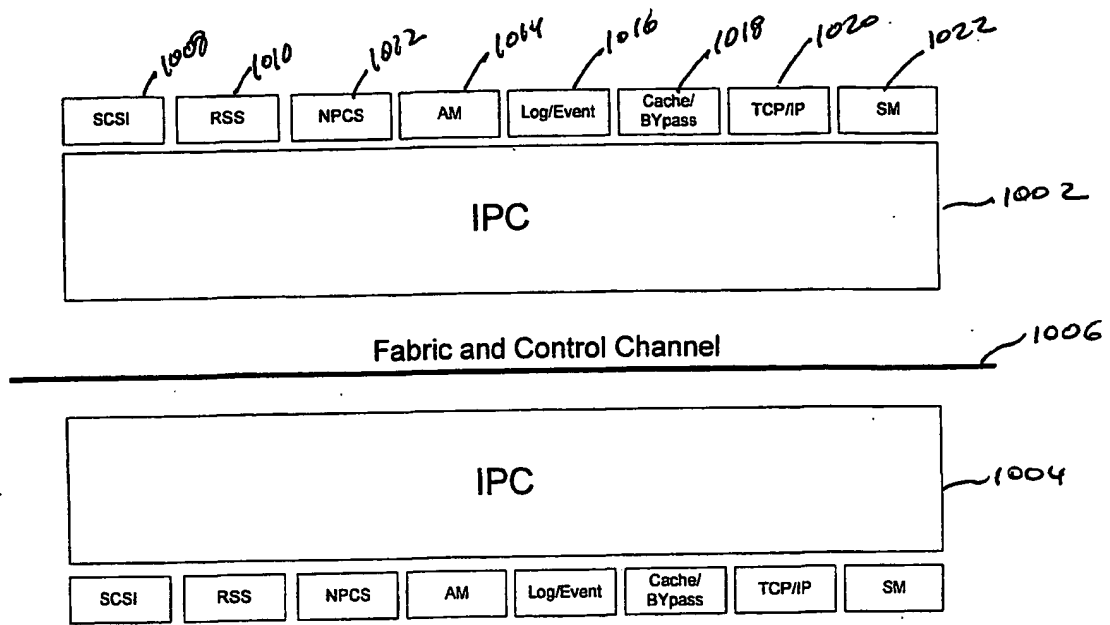 1008 1010 1012 1014 1016 1018 1020 1022
SCSI RSS NPCS AM Log/Event Cache/ BYpass TCP/IP SM
IPC
1002
Fabric and Control Channel
1006
IPC
1004
SCSI RSS NPCS AM Log/Event Cache/ BYpass TCP/IP SM